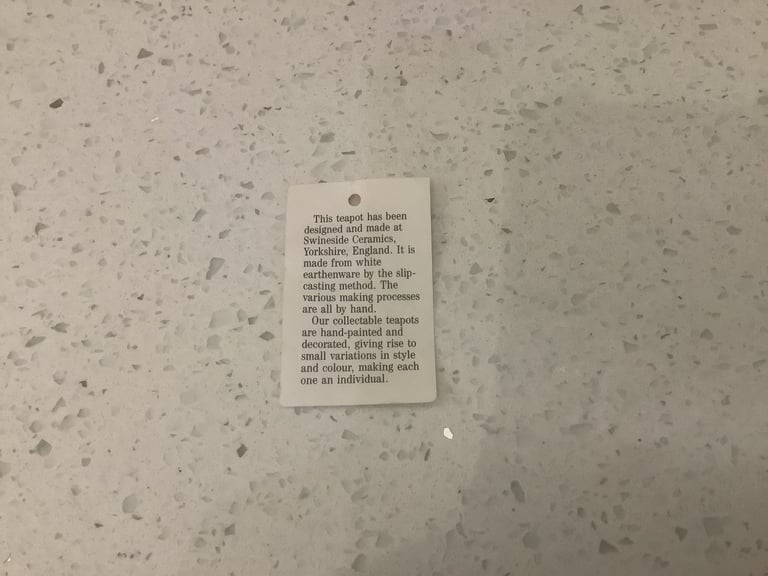 This teapot has been
designed and made at
Swineside Ceramics,
Yorkshire, England. It is
made from white
earthenware by the slip-
casting method. The
various making processes
are all by hand.
Our collectable teapots
are hand-painted and
decorated, giving rise to
small variations in style
and colour, making each
one an individual.